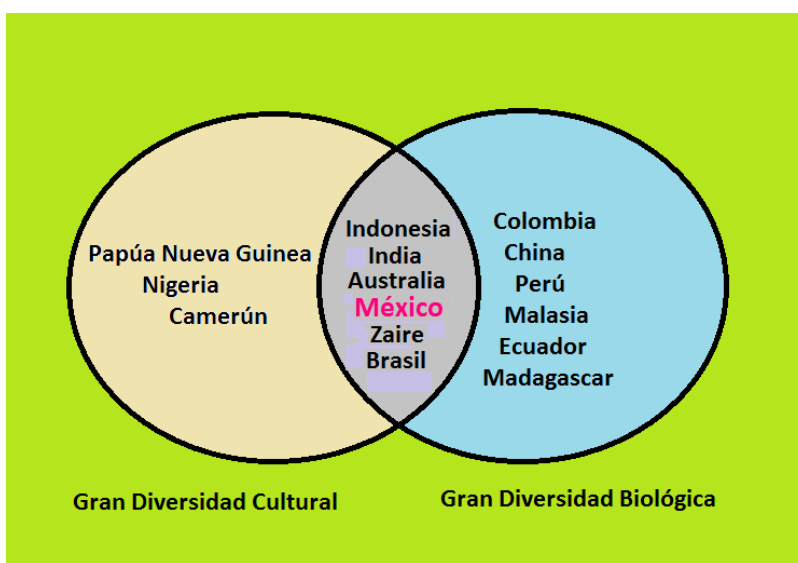 Papúa Nueva Guinea
Nigeria
Camerún
Indonesia
India
Australia
México
Zaire
Brasil
Colombia
China
Perú
Malasia
Ecuador
Madagascar
Gran Diversidad Cultural
Gran Diversidad Biológica